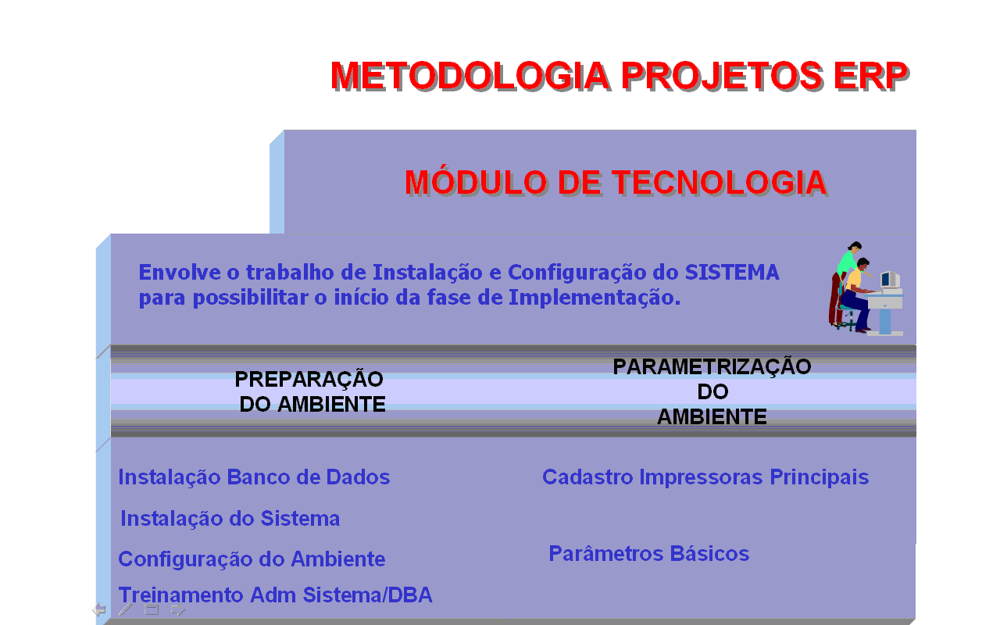 METODOLOGIA PROJETOS ERP
MÓDULO DE TECNOLOGIA
Envolve o trabalho de Instalação e Configuração do SISTEMA
para possibilitar o início da fase de Implementação.
PREPARAÇÃO
DO AMBIENTE
PARAMETRIZAÇÃO
DO
AMBIENTE
Instalação Banco de Dados
Instalação do Sistema
Configuração do Ambiente
Treinamento Adm Sistema/DBA
Cadastro Impressoras Principais
Parâmetros Básicos